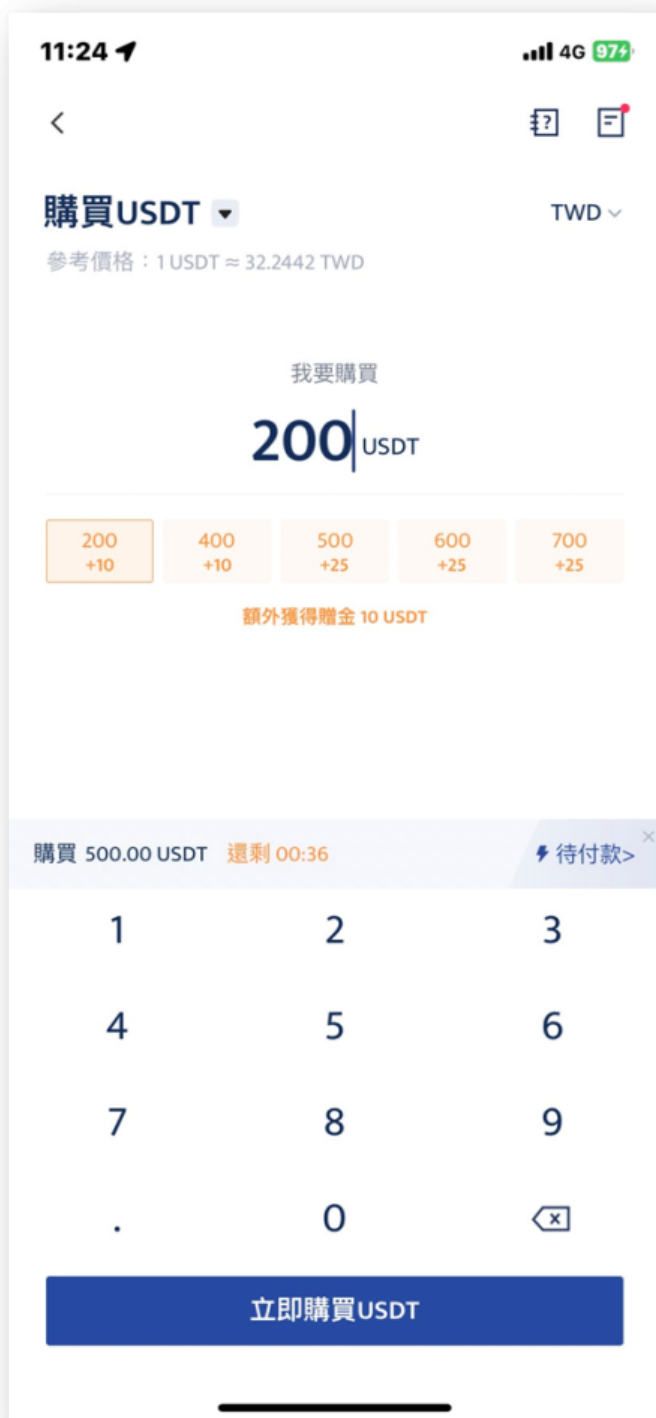 11:24
4G 97
購買USDT
TWD
參考價格：1 USDT ≈ 32.2442 TWD
我要購買
200 USDT
200 400 500 600 700
+10 +10 +25 +25 +25
額外獲得贈金 10 USDT
購買 500.00 USDT 還剩 00:36 待付款>
1 2 3
4 5 6
7 8 9
. 0
立即購買USDT